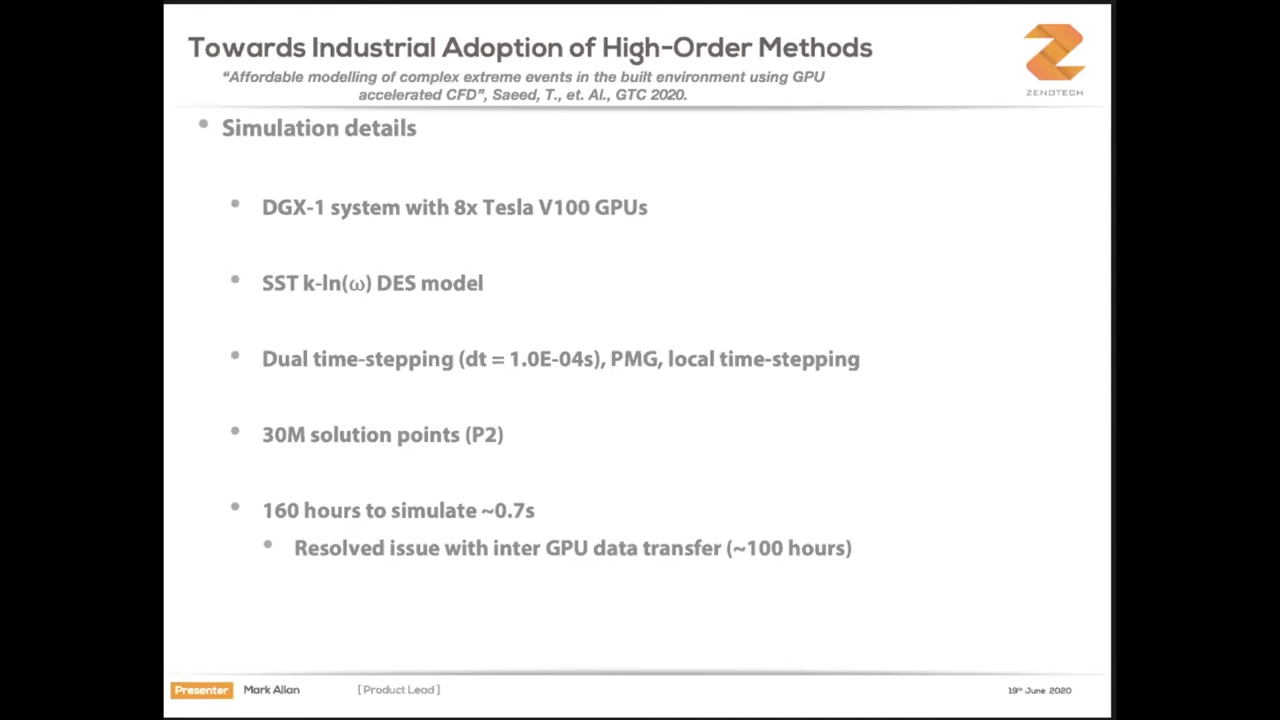 Towards Industrial Adoption of High-Order Methods
“Affordable modelling of complex extreme events in the built environment using GPU
accelerated CFD”, Saeed, T., et. Al., GTC 2020.
ZENOTECH
• Simulation details
• DGX-1 system with 8x Tesla V100 GPUs
• SST k-ln(ω) DES model
• Dual time-stepping (dt = 1.0E-04s), PMG, local time-stepping
• 30M solution points (P2)
• 160 hours to simulate ~0.7s
• Resolved issue with inter GPU data transfer (~100 hours)
Presenter Mark Allan [ Product Lead ] 19th June 2020